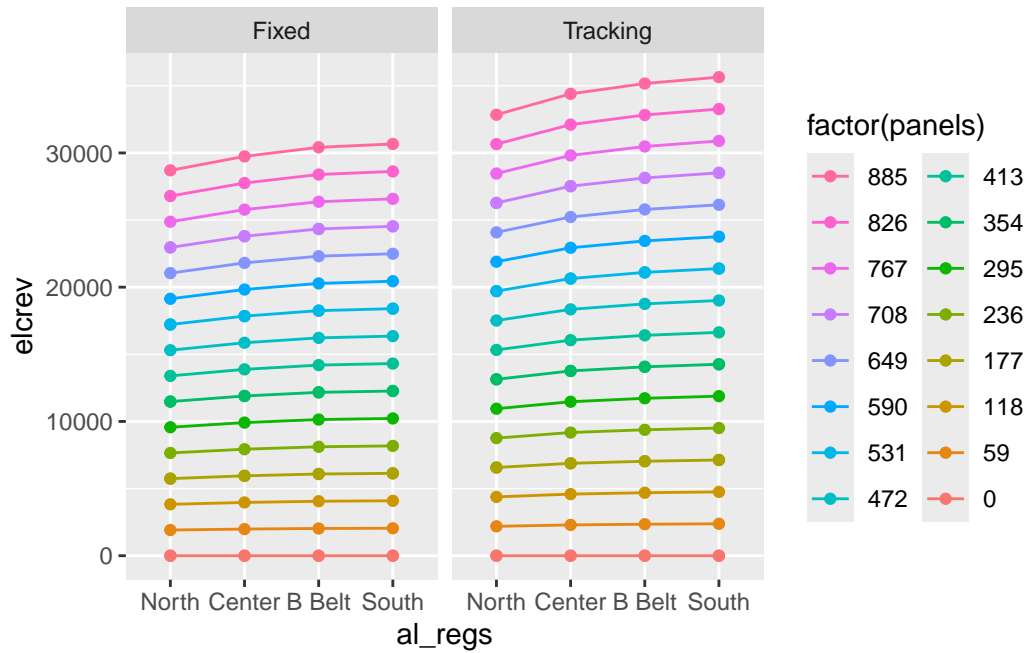 Fixed Tracking
elcrev
30000
20000
10000
0
North Center B Belt South North Center B Belt South
al_regs
factor(panels)
885 413
826 354
767 295
708 236
649 177
590 118
531 59
472 0